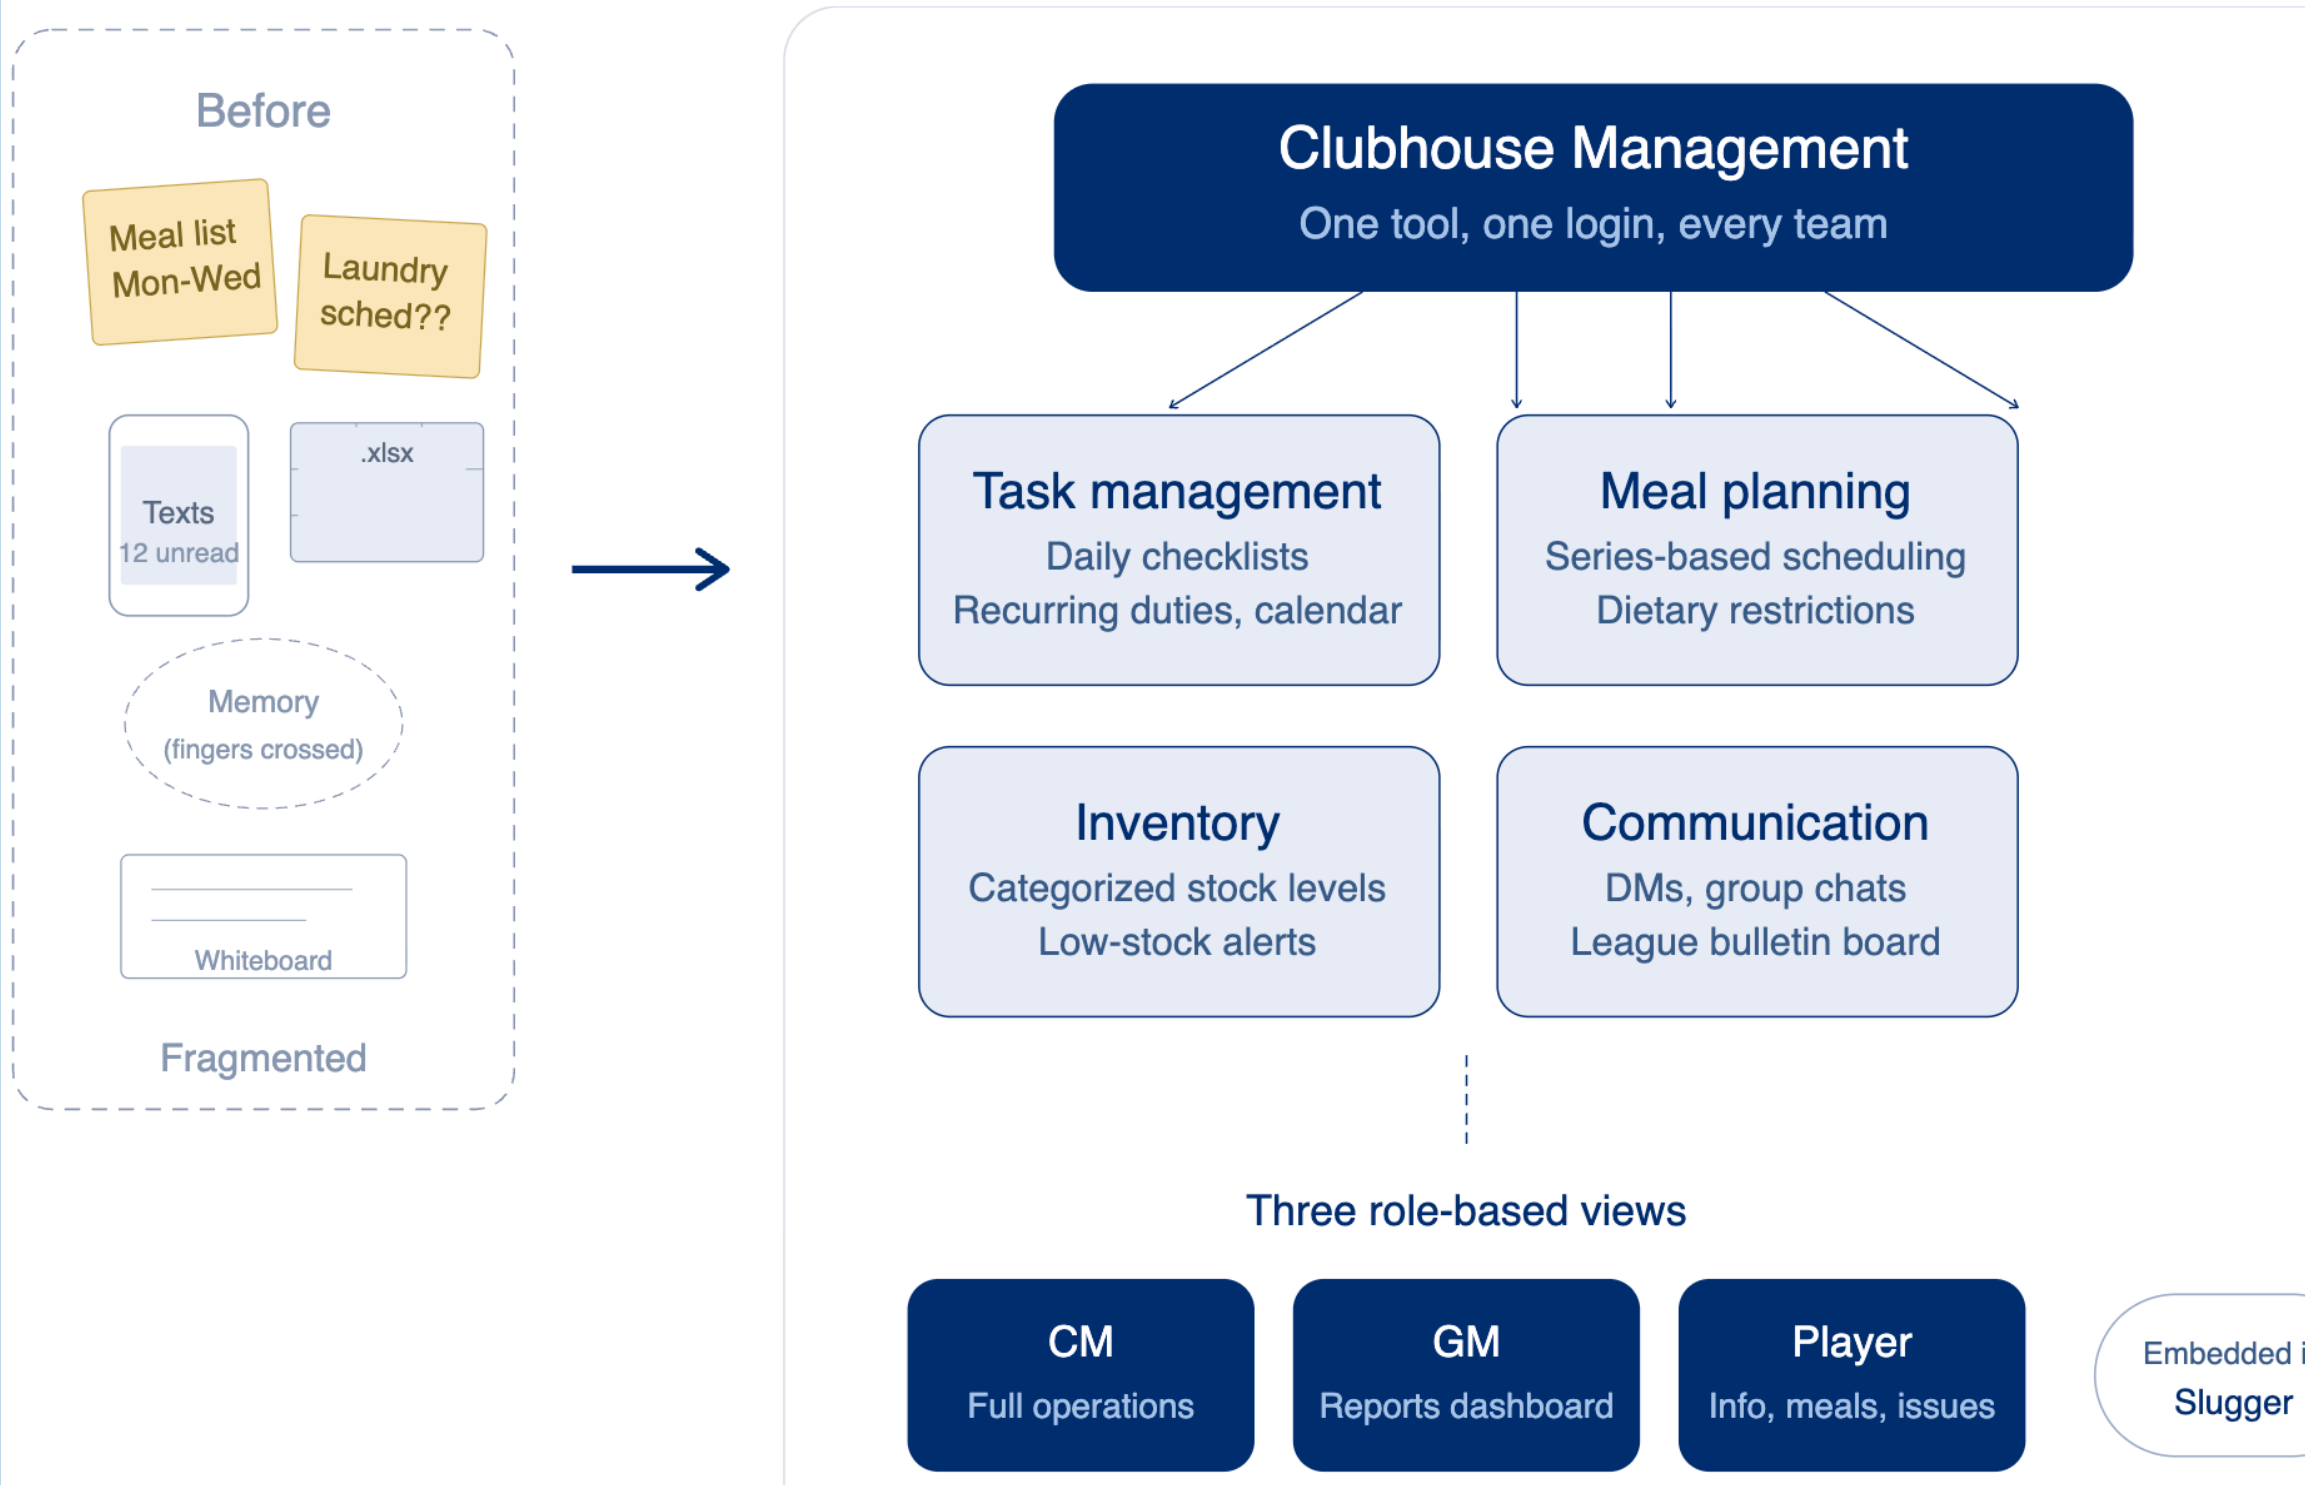 Before
Meal list
Mon-Wed
Laundry
sched??
.xlsx
Texts
12 unread
Memory
(fingers crossed)
Whiteboard
Fragmented
Clubhouse Management
One tool, one login, every team
Task management
Daily checklists
Recurring duties, calendar
Meal planning
Series-based scheduling
Dietary restrictions
Inventory
Categorized stock levels
Low-stock alerts
Communication
DMs, group chats
League bulletin board
Three role-based views
CM
Full operations
GM
Reports dashboard
Player
Info, meals, issues
Embedded
Slugger